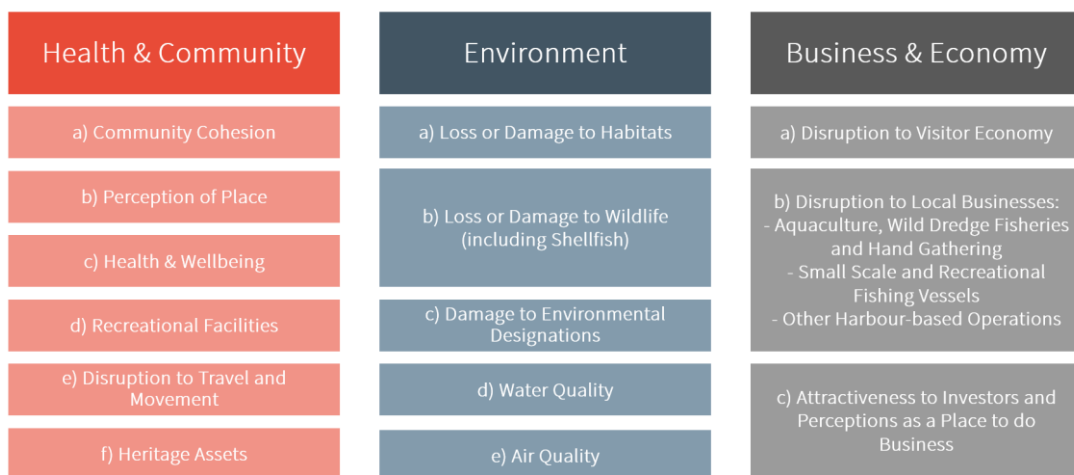 Health & Community
a) Community Cohesion
b) Perception of Place
c) Health & Wellbeing
d) Recreational Facilities
e) Disruption to Travel and
Movement
f) Heritage Assets
Environment
a) Loss or Damage to Habitats
b) Loss or Damage to Wildlife
(including Shellfish)
c) Damage to Environmental
Designations
d) Water Quality
e) Air Quality
Business & Economy
a) Disruption to Visitor Economy
b) Disruption to Local Businesses:
- Aquaculture, Wild Dredge Fisheries
and Hand Gathering
- Small Scale and Recreational
Fishing Vessels
- Other Harbour-based Operations
c) Attractiveness to Investors and
Perceptions as a Place to do
Business